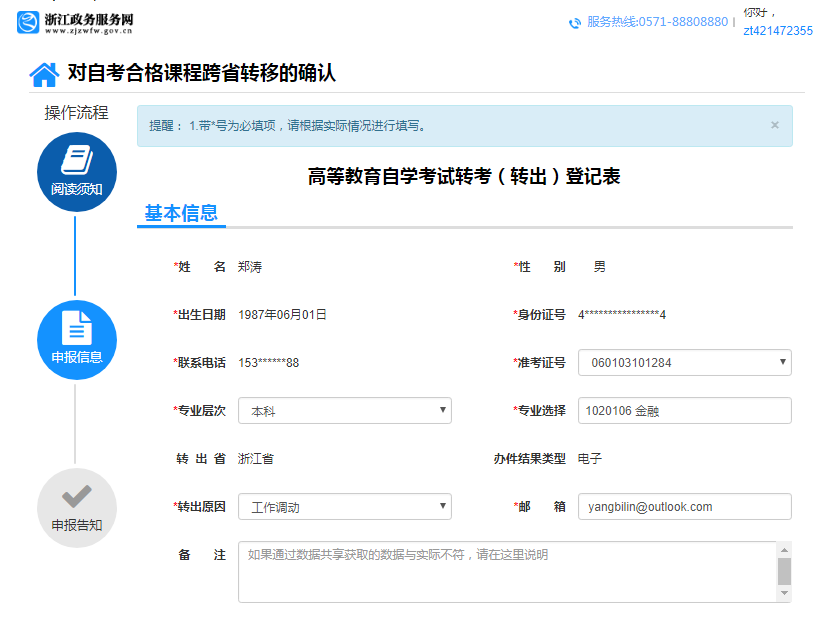 浙江政务服务网
www.zjzwfw.gov.cn
服务热线:0571-88808880 |
你好，
zt421472355
对自考合格课程跨省转移的确认
操作流程
阅读须知
申报信息
申报告知
提醒： 1.带*号为必填项，请根据实际情况进行填写。 ×
高等教育自学考试转考（转出）登记表
基本信息
*姓 名 郑涛 *性 别 男
*出生日期 1987年06月01日 *身份证号 4***************4
*联系电话 153******88 *准考证号 060103101284
*专业层次 本科 *专业选择 1020106 金融
转 出 省 浙江省 办件结果类型 电子
*转出原因 工作调动 *邮 箱 yangbilin@outlook.com
备 注 如果通过数据共享获取的数据与实际不符，请在这里说明